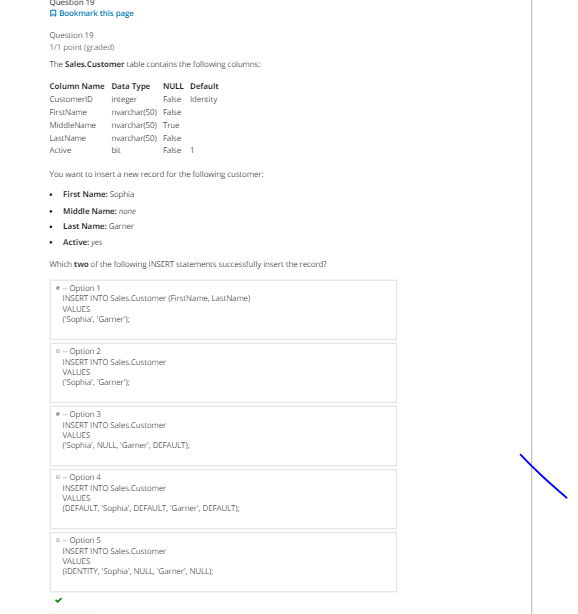 Question 19
Bookmark this page
Question 19
1/1 point (graded)
The Sales.Customer table contains the following columns:
Column Name Data Type NULL Default
CustomerID integer False Identity
FirstName nvarchar(50) False
MiddleName nvarchar(50) True
LastName nvarchar(50) False
Active bit False 1
You want to insert a new record for the following customer:
• First Name: Sophia
• Middle Name: none
• Last Name: Garner
• Active: yes
Which two of the following INSERT statements successfully insert the record?
-- Option 1
INSERT INTO Sales.Customer (FirstName, LastName)
VALUES
('Sophia', 'Garner');
-- Option 2
INSERT INTO Sales.Customer
VALUES
('Sophia', 'Garner');
-- Option 3
INSERT INTO Sales.Customer
VALUES
('Sophia', NULL, 'Garner', DEFAULT);
-- Option 4
INSERT INTO Sales.Customer
VALUES
(DEFAULT, 'Sophia', DEFAULT, 'Garner', DEFAULT);
-- Option 5
INSERT INTO Sales.Customer
VALUES
(IDENTITY, 'Sophia', NULL, 'Garner', NULL);